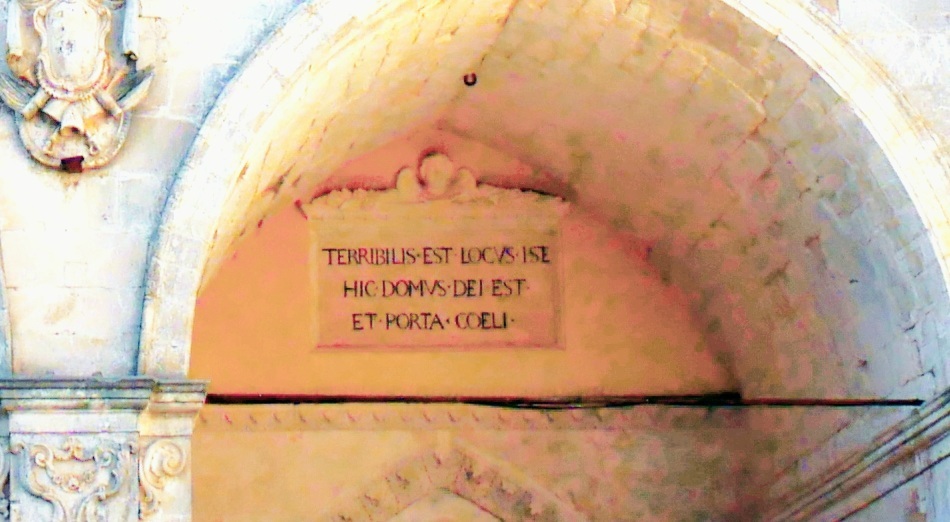 TERRIBILIS·EST·LOCVS·ISE
HIC·DOMVS·DEI·EST·
ET·PORTA·COELI·